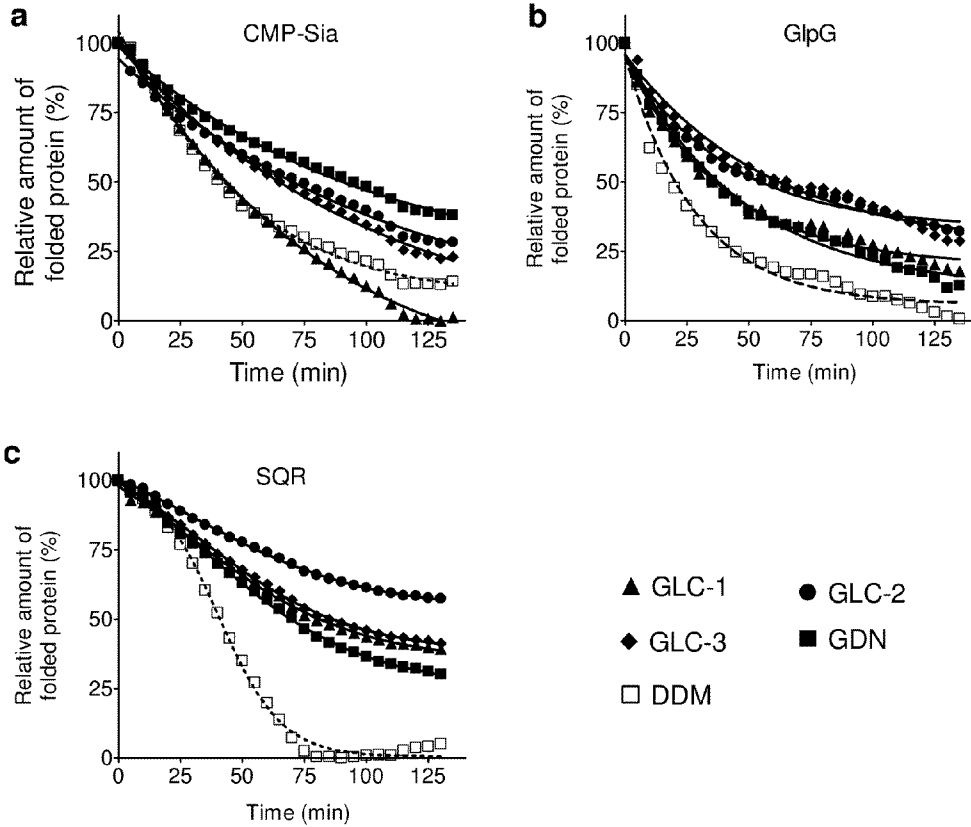 a
CMP-Sia
Relative amount of
folded protein (%)
100
75
50
25
0
0 25 50 75 100 125
Time (min)
b
GlpG
Relative amount of
folded protein (%)
100
75
50
25
0
0 25 50 75 100 125
Time (min)
c
SQR
Relative amount of
folded protein (%)
100
75
50
25
0
0 25 50 75 100 125
Time (min)
GLC-1
GLC-2
GLC-3
GDN
DDM